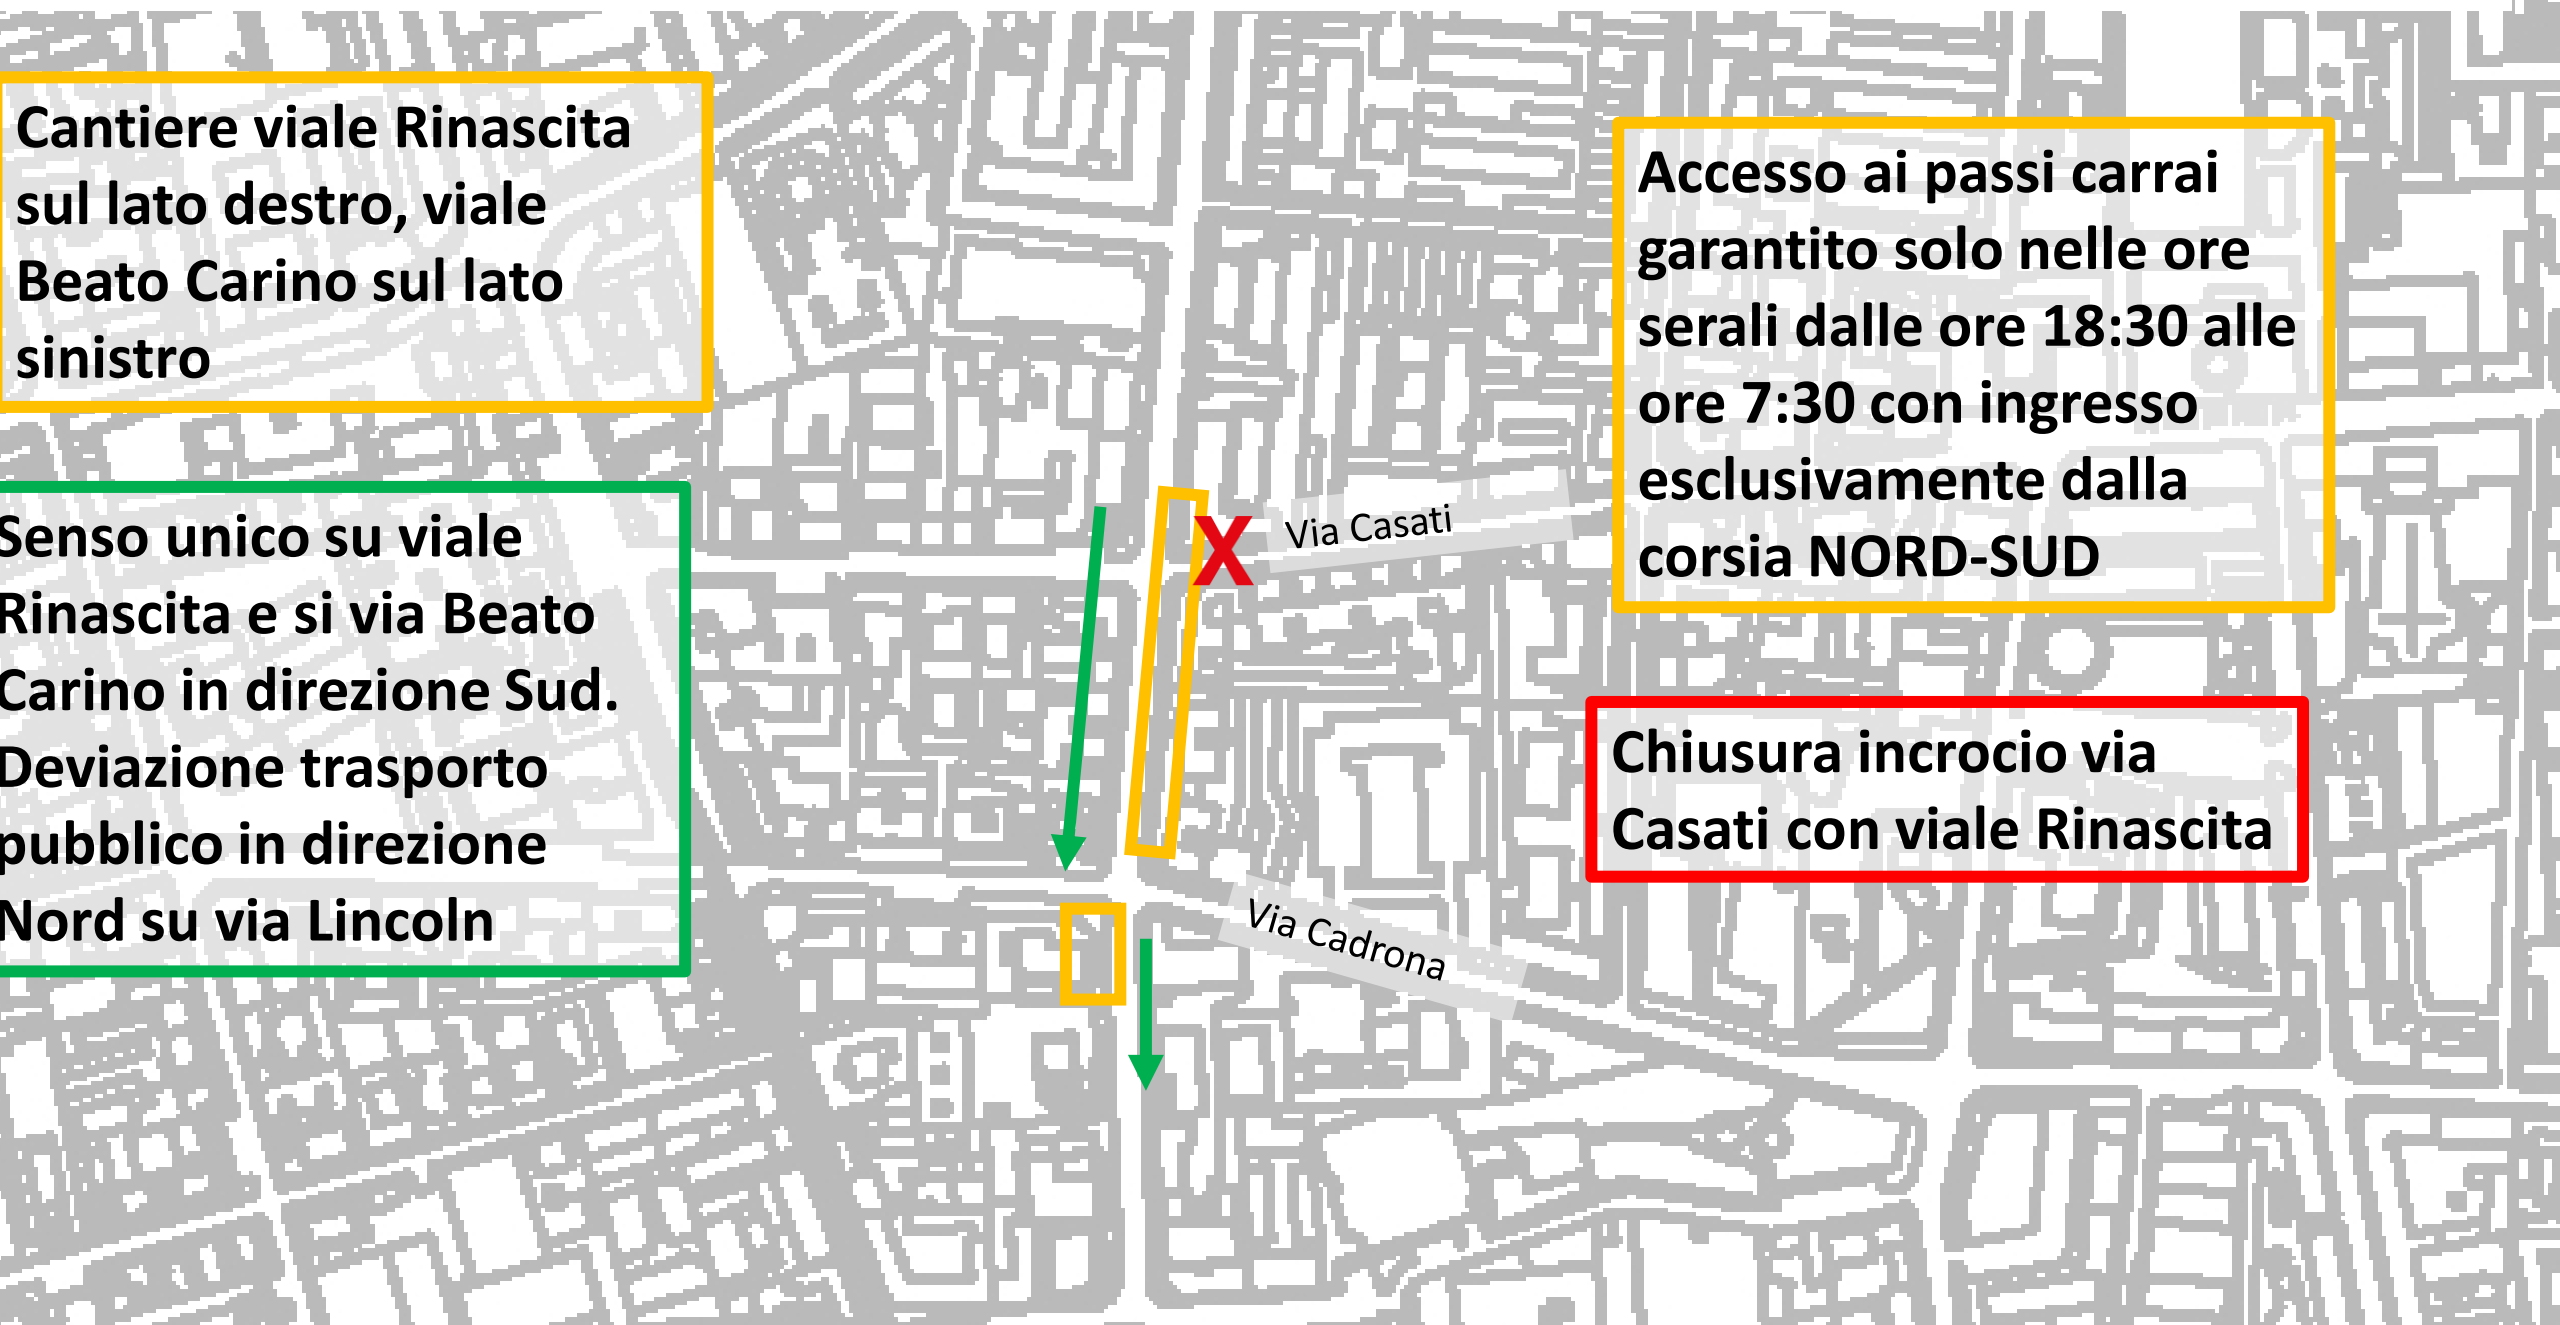 Cantiere viale Rinascita
sul lato destro, viale
Beato Carino sul lato
sinistro
Senso unico su viale
Rinascita e si via Beato
Carino in direzione Sud.
Deviazione trasporto
pubblico in direzione
Nord su via Lincoln
X
Via Casati
Via Cadrona
Accesso ai passi carrai
garantito solo nelle ore
serali dalle ore 18:30 alle
ore 7:30 con ingresso
esclusivamente dalla
corsia NORD-SUD
Chiusura incrocio via
Casati con viale Rinascita